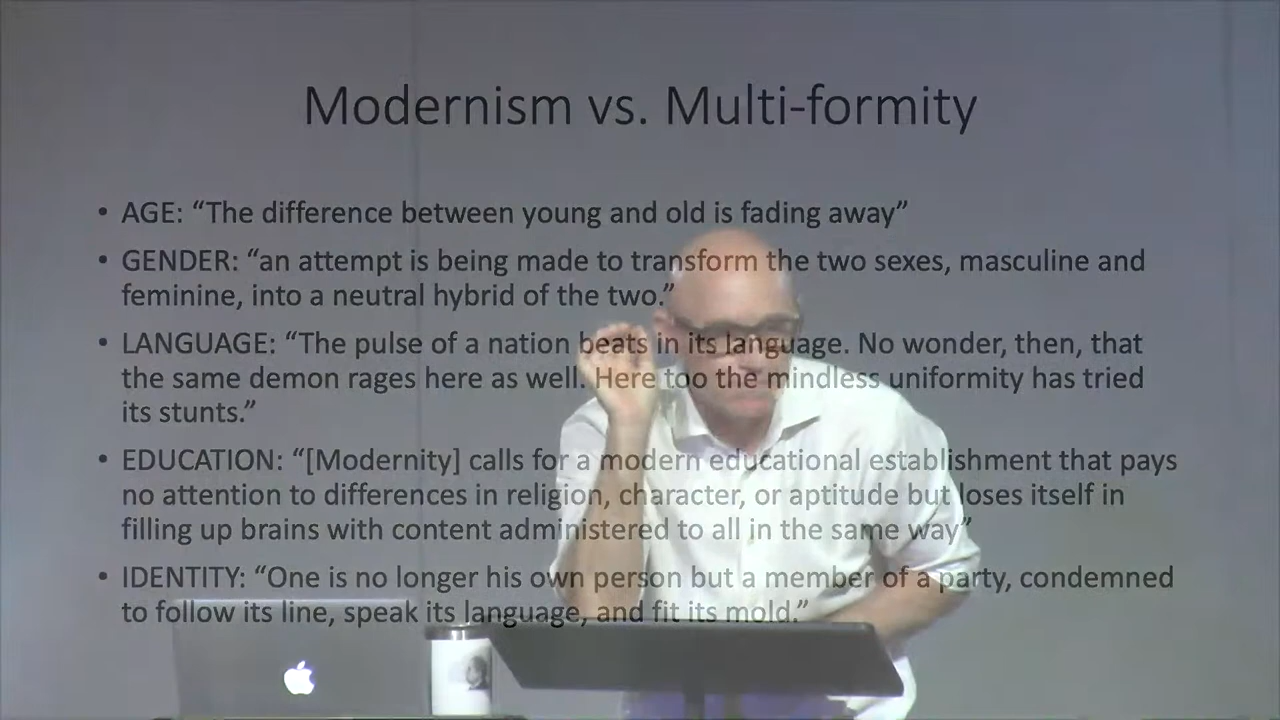 Modernism vs. Multi-formity
• AGE: “The difference between young and old is fading away”
• GENDER: “an attempt is being made to transform the two sexes, masculine and
feminine, into a neutral hybrid of the two.”
• LANGUAGE: “The pulse of a nation beats in its language. No wonder, then, that
the same demon rages here as well. Here too the mindless uniformity has tried
its stunts.”
• EDUCATION: “[Modernity] calls for a modern educational establishment that pays
no attention to differences in religion, character, or aptitude but loses itself in
filling up brains with content administered to all in the same way”
• IDENTITY: “One is no longer his own person but a member of a party, condemned
to follow its line, speak its language, and fit its mold.”